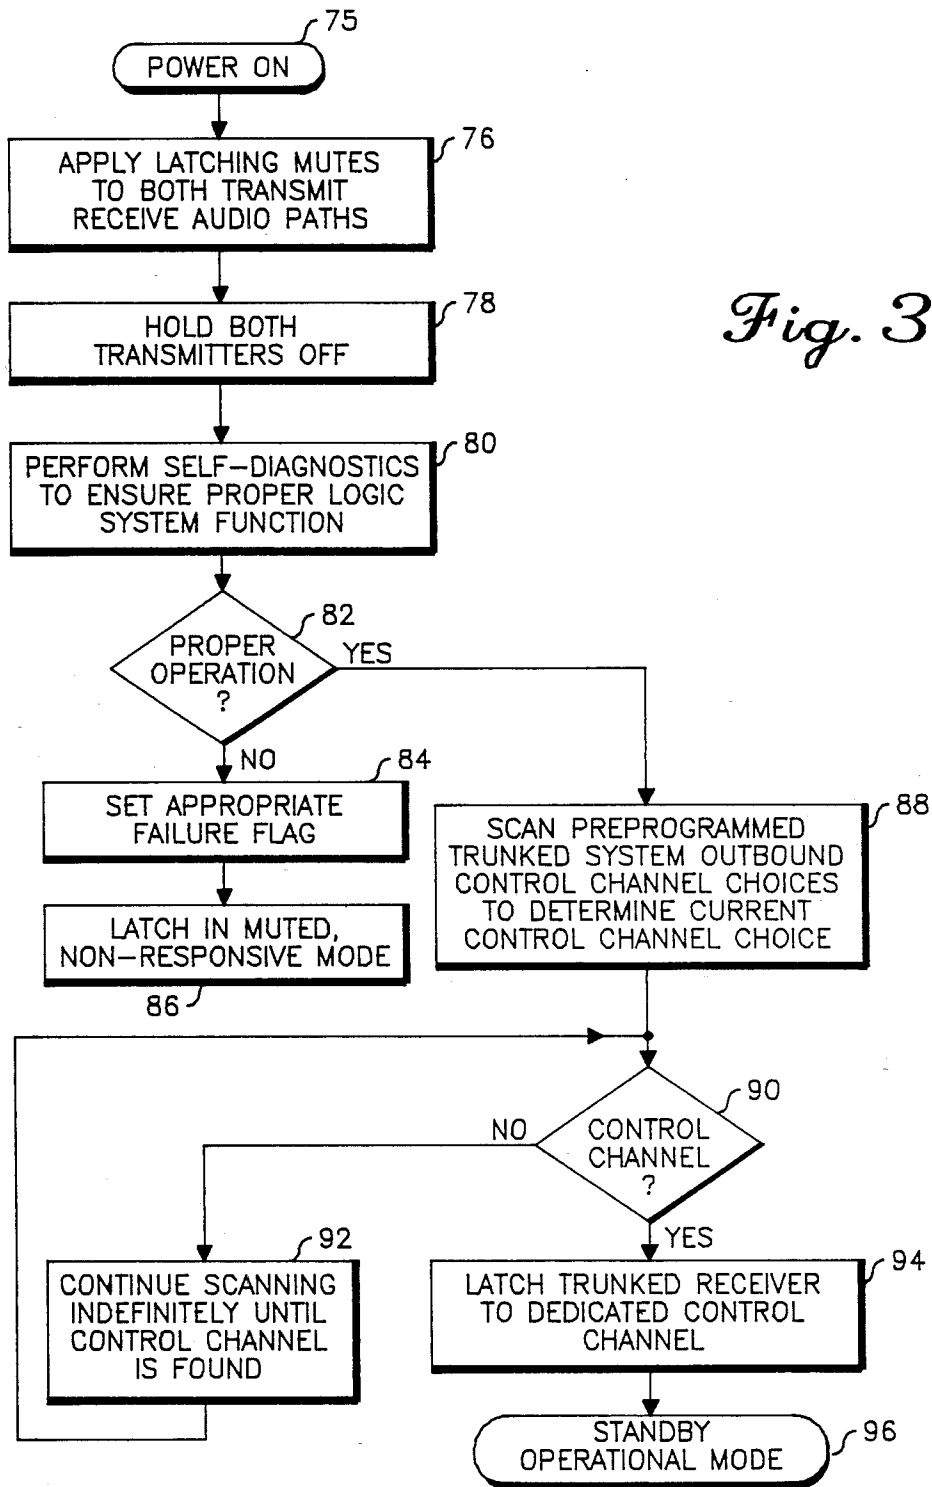 75
POWER ON
76
APPLY LATCHING MUTES
TO BOTH TRANSMIT
RECEIVE AUDIO PATHS
78
HOLD BOTH
TRANSMITTERS OFF
Fig. 3
80
PERFORM SELF-DIAGNOSTICS
TO ENSURE PROPER LOGIC
SYSTEM FUNCTION
82
PROPER
OPERATION
?
YES
NO
84
SET APPROPRIATE
FAILURE FLAG
LATCH IN MUTED,
NON-RESPONSIVE MODE
86
88
SCAN PREPROGRAMMED
TRUNKED SYSTEM OUTBOUND
CONTROL CHANNEL CHOICES
TO DETERMINE CURRENT
CONTROL CHANNEL CHOICE
90
CONTROL
CHANNEL
?
NO
YES
92
CONTINUE SCANNING
INDEFINITELY UNTIL
CONTROL CHANNEL
IS FOUND
94
LATCH TRUNKED RECEIVER
TO DEDICATED CONTROL
CHANNEL
STANDBY
OPERATIONAL MODE
96